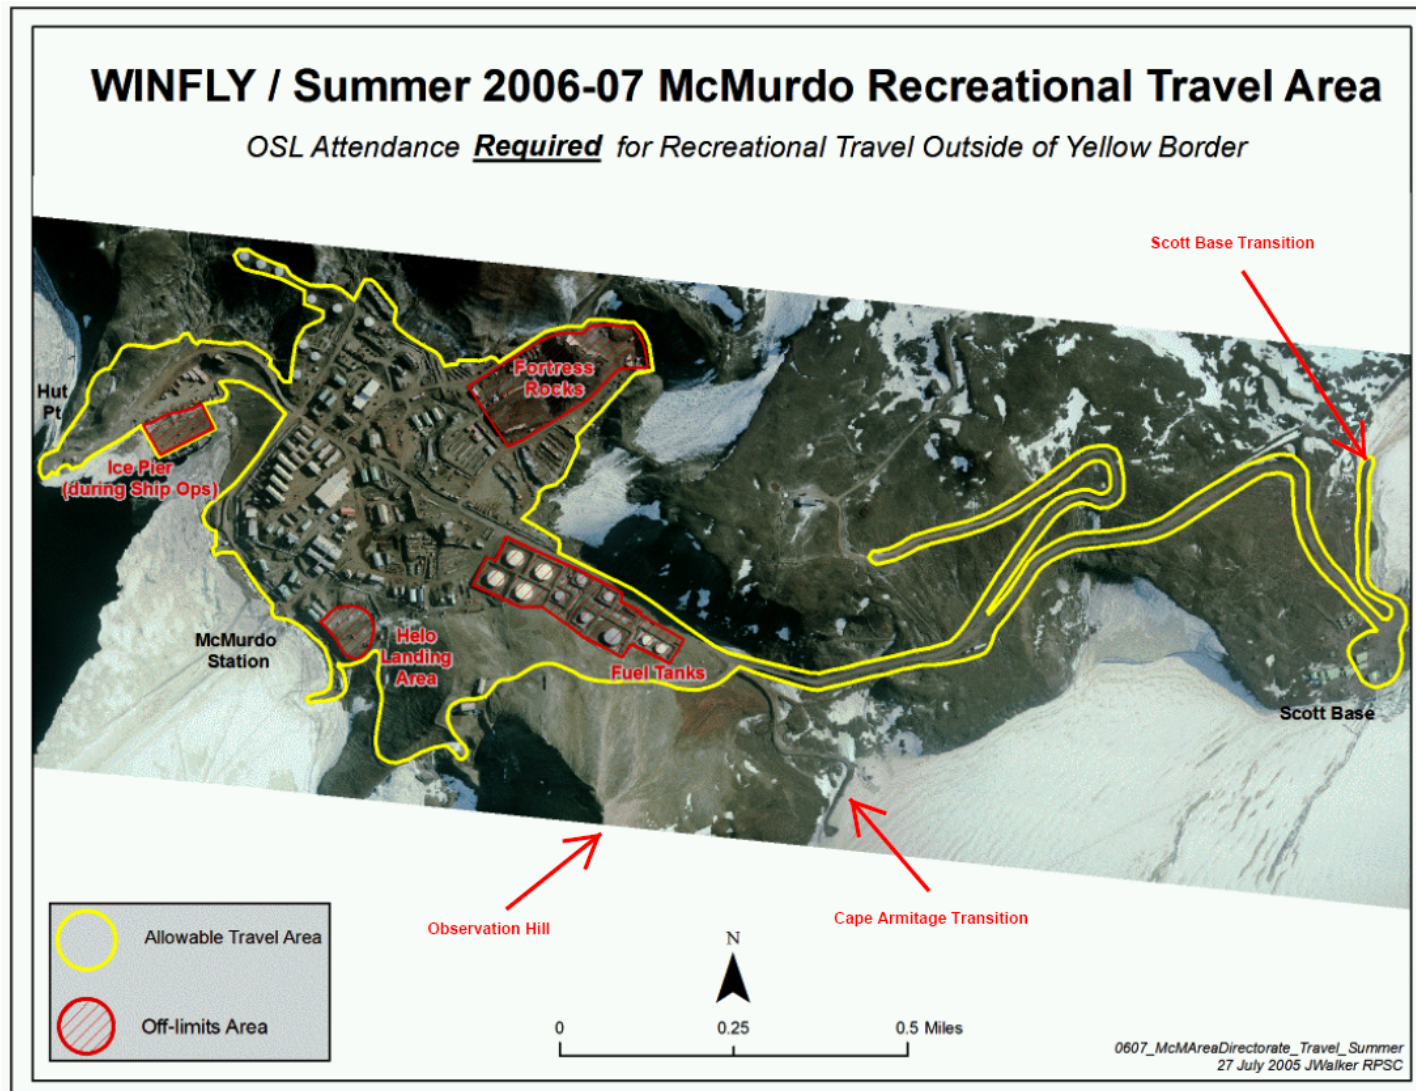 WINFLY / Summer 2006-07 McMurdo Recreational Travel Area
OSL Attendance Required for Recreational Travel Outside of Yellow Border
Scott Base Transition
Fortress
Rocks
Hut
Pt
Ice Pier
(during Ship Ops)
McMurdo
Station
Helo
Landing
Area
Fuel Tanks
Scott Base
Observation Hill
Cape Armitage Transition
Allowable Travel Area
Off-limits Area
N
0 0.25 0.5 Miles
0607_McMAreaDirectorate_Travel_Summer
27 July 2005 JWalker RPSC